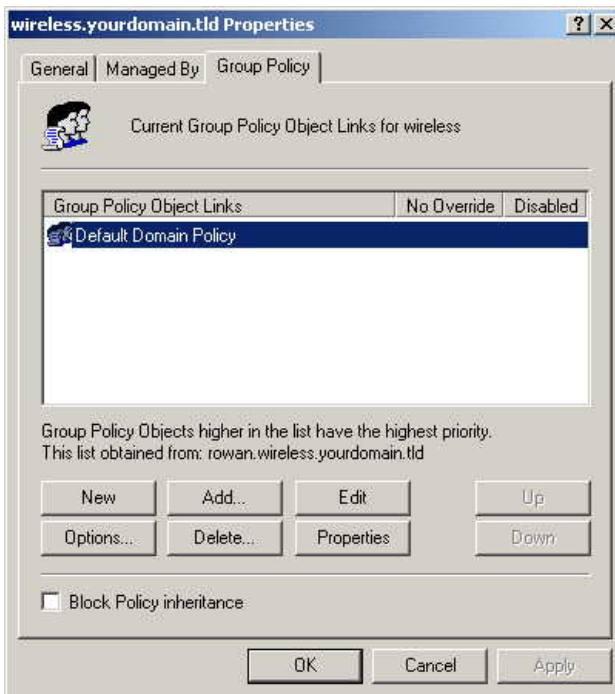 wireless.yourdomain.tld Properties
General Managed By Group Policy
Current Group Policy Object Links for wireless
Group Policy Object Links No Override Disabled
Default Domain Policy
Group Policy Objects higher in the list have the highest priority.
This list obtained from: rowan.wireless.yourdomain.tld
New Add... Edit Up
Options... Delete... Properties Down
Block Policy inheritance
OK Cancel Apply